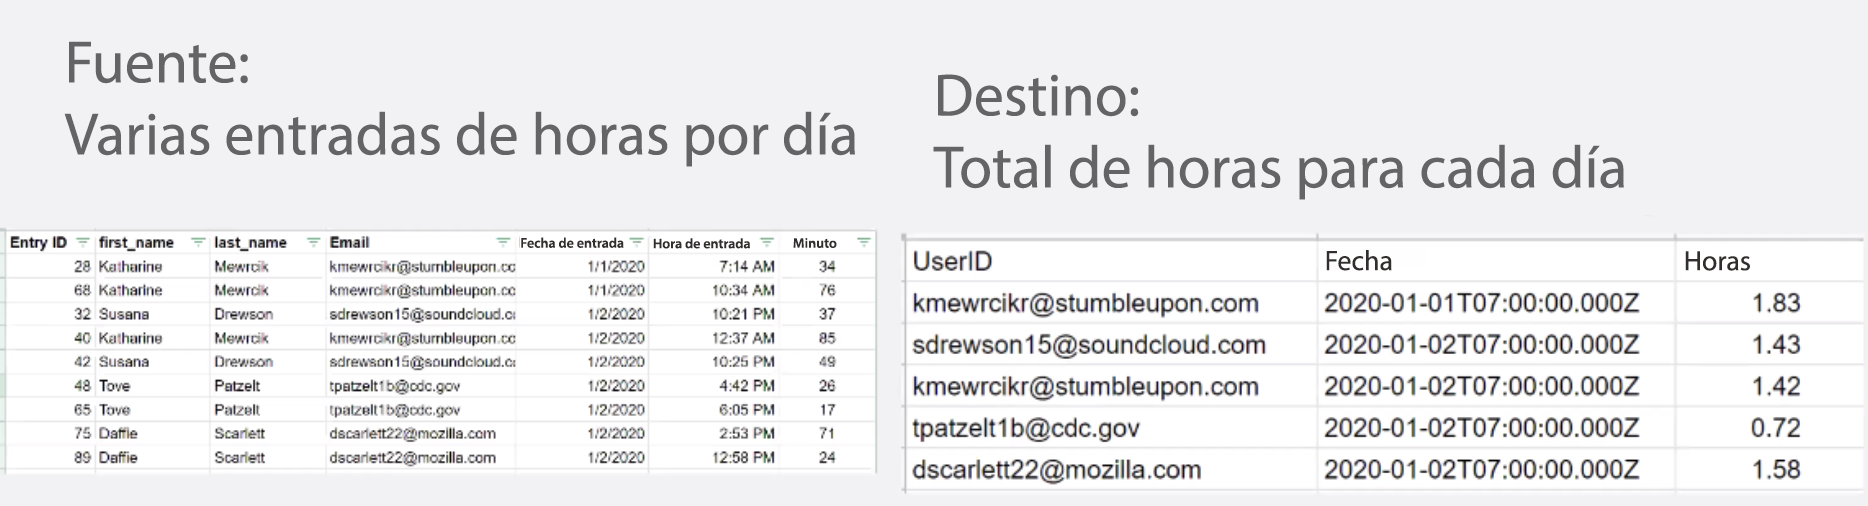 Fuente:
Varias entradas de horas por día
Destino:
Total de horas para cada día
Entry ID first_name last_name Email Fecha de entrada Hora de entrada Minuto
28 Katharine Mewrcik kmewrcikr@stumbleupon.co 1/1/2020 7:14 AM 34
68 Katharine Mewrcik kmewrcikr@stumbleupon.co 1/1/2020 10:34 AM 76
32 Susana Drewson sdrewson15@soundcloud.c 1/2/2020 10:21 PM 37
40 Katharine Mewrcik kmewrcikr@stumbleupon.co 1/2/2020 12:37 AM 85
42 Susana Drewson sdrewson15@soundcloud.c 1/2/2020 10:25 PM 49
48 Tove Patzelt tpatzelt1b@cdc.gov 1/2/2020 4:42 PM 26
65 Tove Patzelt tpatzelt1b@cdc.gov 1/2/2020 6:05 PM 17
75 Daffie Scarlett dscarlett22@mozilla.com 1/2/2020 2:53 PM 71
89 Daffie Scarlett dscarlett22@mozilla.com 1/2/2020 12:58 PM 24
UserID Fecha Horas
kmewrcikr@stumbleupon.com 2020-01-01T07:00:00.000Z 1.83
sdrewson15@soundcloud.com 2020-01-02T07:00:00.000Z 1.43
kmewrcikr@stumbleupon.com 2020-01-02T07:00:00.000Z 1.42
tpatzelt1b@cdc.gov 2020-01-02T07:00:00.000Z 0.72
dscarlett22@mozilla.com 2020-01-02T07:00:00.000Z 1.58